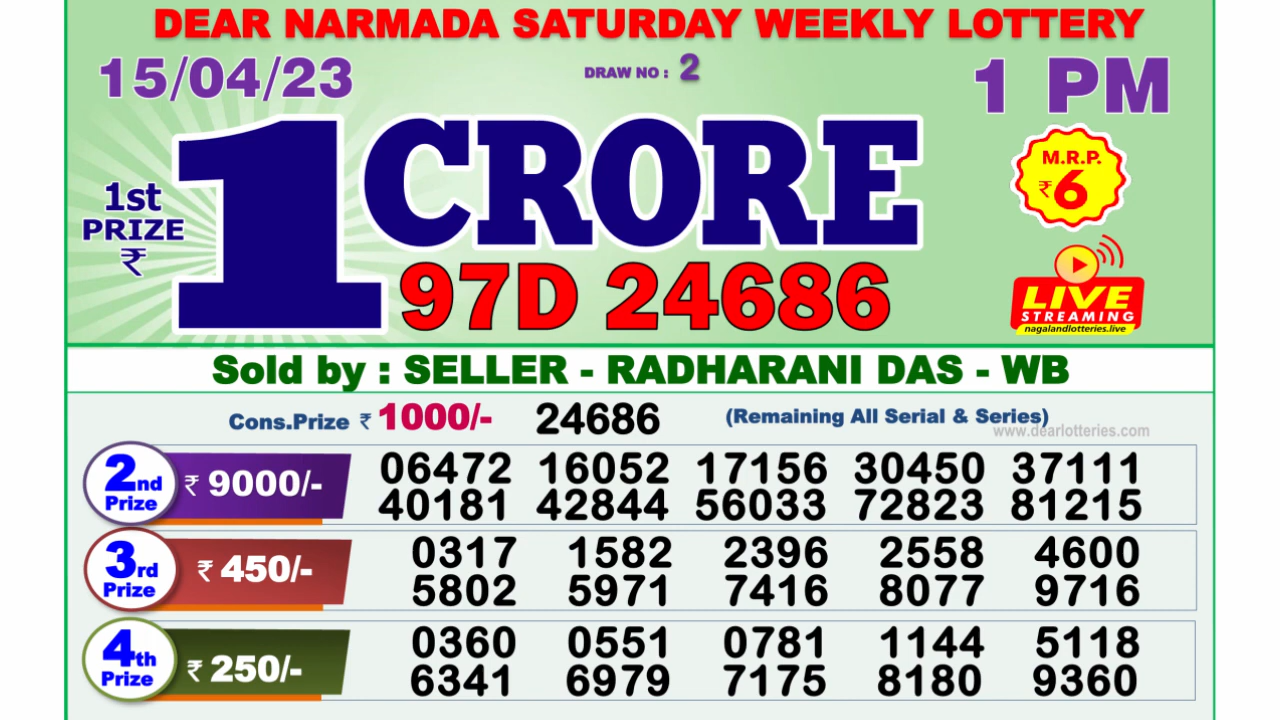 DEAR NARMADA SATURDAY WEEKLY LOTTERY
15/04/23 DRAW NO : 2 1 PM
1st PRIZE ₹ 1 CRORE
M.R.P. ₹ 6
97D 24686
LIVE
STREAMING
nagalandlotteries.live
Sold by : SELLER - RADHARANI DAS - WB
Cons.Prize ₹ 1000/- 24686 (Remaining All Serial & Series)
www.dearlotteries.com
2nd Prize ₹ 9000/-
06472 16052 17156 30450 37111
40181 42844 56033 72823 81215
3rd Prize ₹ 450/-
0317 1582 2396 2558 4600
5802 5971 7416 8077 9716
4th Prize ₹ 250/-
0360 0551 0781 1144 5118
6341 6979 7175 8180 9360